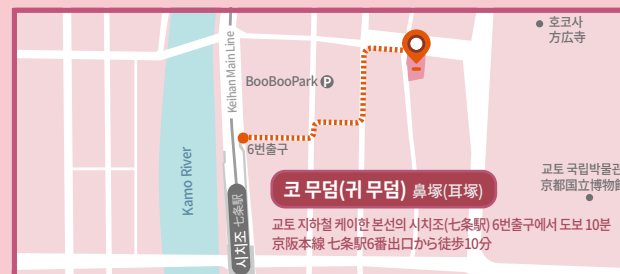 호코사
方広寺
Keihan Main Line
BooBooPark P
6번출구
Kamo River
교토 국립박물관
京都国立博物館
코 무덤(귀 무덤) 鼻塚(耳塚)
시치조 七条駅
교토 지하철 케이한 본선의 시치조(七条駅) 6번출구에서 도보 10분
京阪本線 七条駅6番出口から徒歩10分